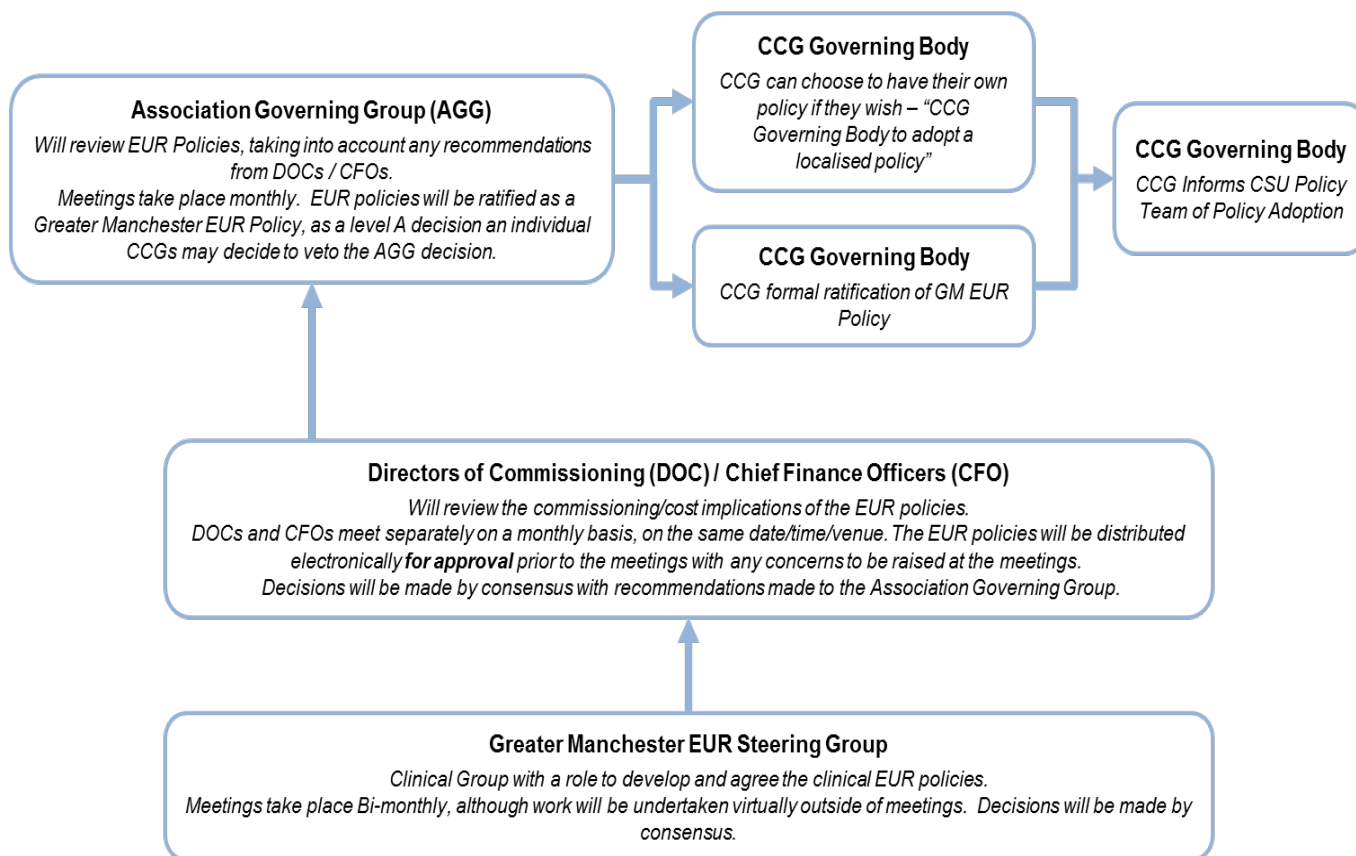 Association Governing Group (AGG)
Will review EUR Policies, taking into account any recommendations
from DOCs / CFOs.
Meetings take place monthly.  EUR policies will be ratified as a
Greater Manchester EUR Policy, as a level A decision an individual
CCGs may decide to veto the AGG decision.
CCG Governing Body
CCG can choose to have their own
policy if they wish – “CCG
Governing Body to adopt a
localised policy”
CCG Governing Body
CCG formal ratification of GM EUR
Policy
CCG Governing Body
CCG Informs CSU Policy
Team of Policy Adoption
Directors of Commissioning (DOC) / Chief Finance Officers (CFO)
Will review the commissioning/cost implications of the EUR policies.
DOCs and CFOs meet separately on a monthly basis, on the same date/time/venue. The EUR policies will be distributed
electronically for approval prior to the meetings with any concerns to be raised at the meetings.
Decisions will be made by consensus with recommendations made to the Association Governing Group.
Greater Manchester EUR Steering Group
Clinical Group with a role to develop and agree the clinical EUR policies.
Meetings take place Bi-monthly, although work will be undertaken virtually outside of meetings.  Decisions will be made by
consensus.